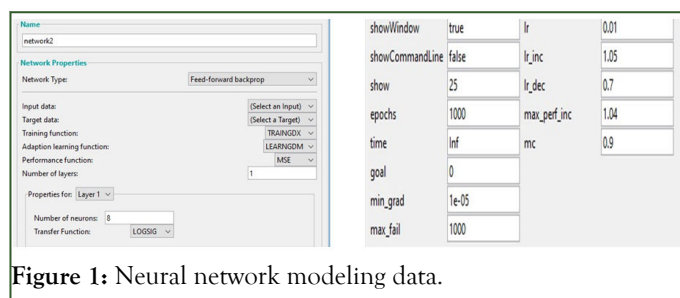 Name
network2
Network Properties
Network Type: Feed-forward backprop
Input data: (Select an Input)
Target data: (Select a Target)
Training function: TRAINGDX
Adaption learning function: LEARNGDM
Performance function: MSE
Number of layers: 1
Properties for: Layer 1
Number of neurons: 8
Transfer Function: LOGSIG
showWindow true lr 0.01
showCommandLine false lr_inc 1.05
show 25 lr_dec 0.7
epochs 1000 max_perf_inc 1.04
time Inf mc 0.9
goal 0
min_grad 1e-05
max_fail 1000
Figure 1: Neural network modeling data.